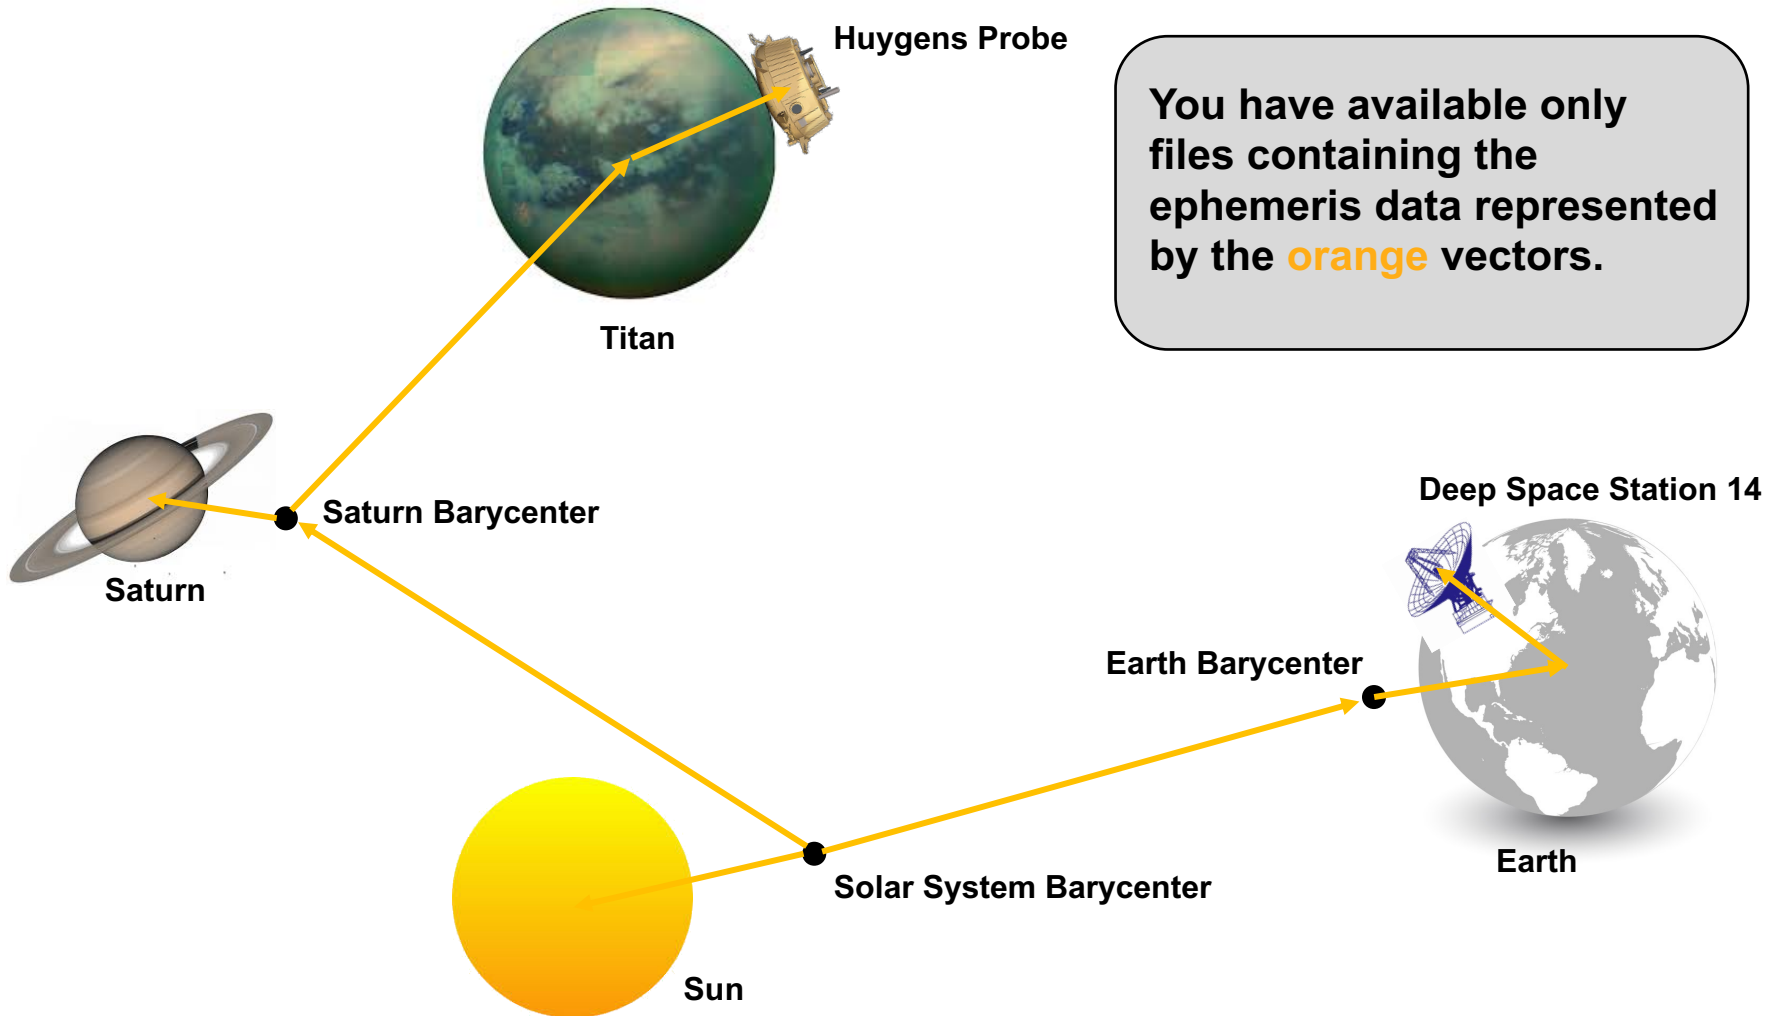 Huygens Probe
You have available only
files containing the
ephemeris data represented
by the orange vectors.
Titan
Saturn Barycenter
Deep Space Station 14
Saturn
Earth Barycenter
Earth
Solar System Barycenter
Sun